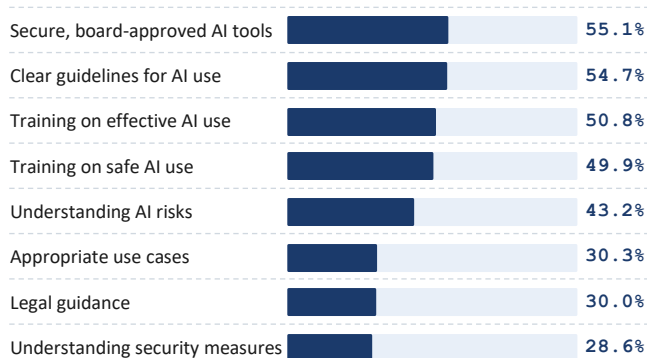 Secure, board-approved AI tools 55.1%
Clear guidelines for AI use 54.7%
Training on effective AI use 50.8%
Training on safe AI use 49.9%
Understanding AI risks 43.2%
Appropriate use cases 30.3%
Legal guidance 30.0%
Understanding security measures 28.6%